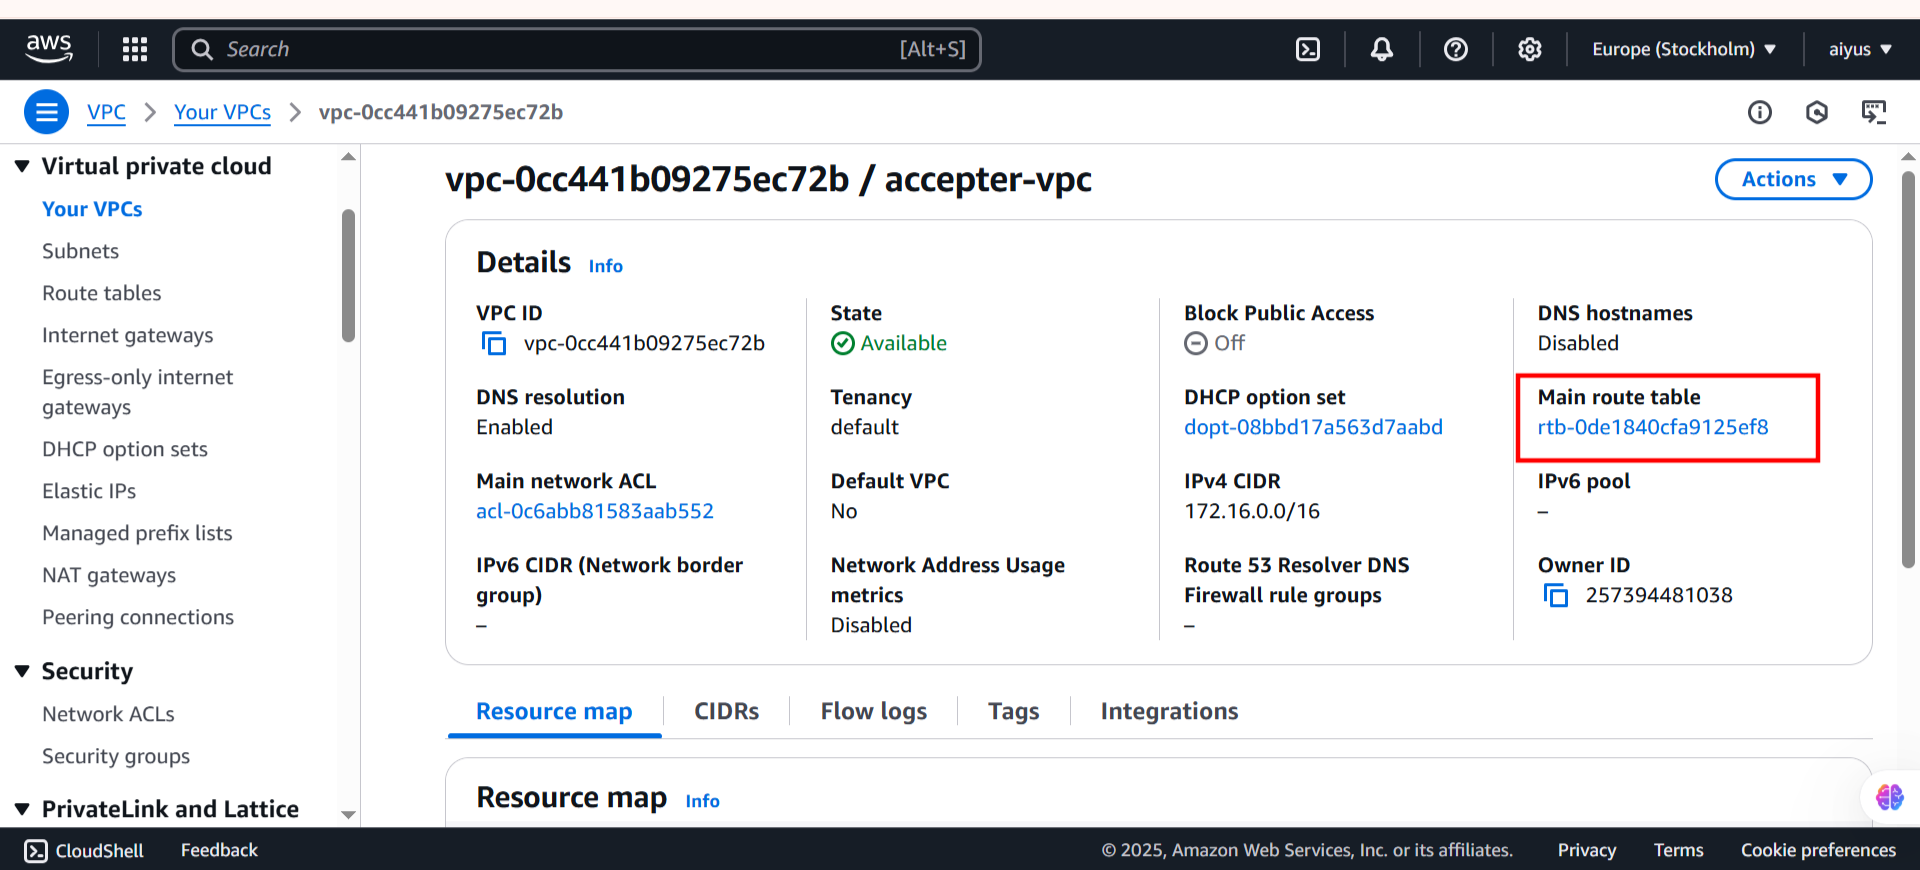 aws
Search
[Alt+S]
Europe (Stockholm)
aiyus
VPC
Your VPCs
vpc-0cc441b09275ec72b
Virtual private cloud
Your VPCs
Subnets
Route tables
Internet gateways
Egress-only internet
gateways
DHCP option sets
Elastic IPs
Managed prefix lists
NAT gateways
Peering connections
Security
Network ACLs
Security groups
PrivateLink and Lattice
vpc-0cc441b09275ec72b / accepter-vpc
Actions
Details Info
VPC ID
vpc-0cc441b09275ec72b
State
Available
Block Public Access
Off
DNS hostnames
Disabled
DNS resolution
Enabled
Tenancy
default
DHCP option set
dopt-08bbd17a563d7aabd
Main route table
rtb-0de1840cfa9125ef8
Main network ACL
acl-0c6abb81583aab552
Default VPC
No
IPv4 CIDR
172.16.0.0/16
IPv6 pool
–
IPv6 CIDR (Network border
group)
–
Network Address Usage
metrics
Disabled
Route 53 Resolver DNS
Firewall rule groups
–
Owner ID
257394481038
Resource map
CIDRs
Flow logs
Tags
Integrations
Resource map Info
CloudShell
Feedback
© 2025, Amazon Web Services, Inc. or its affiliates.
Privacy
Terms
Cookie preferences